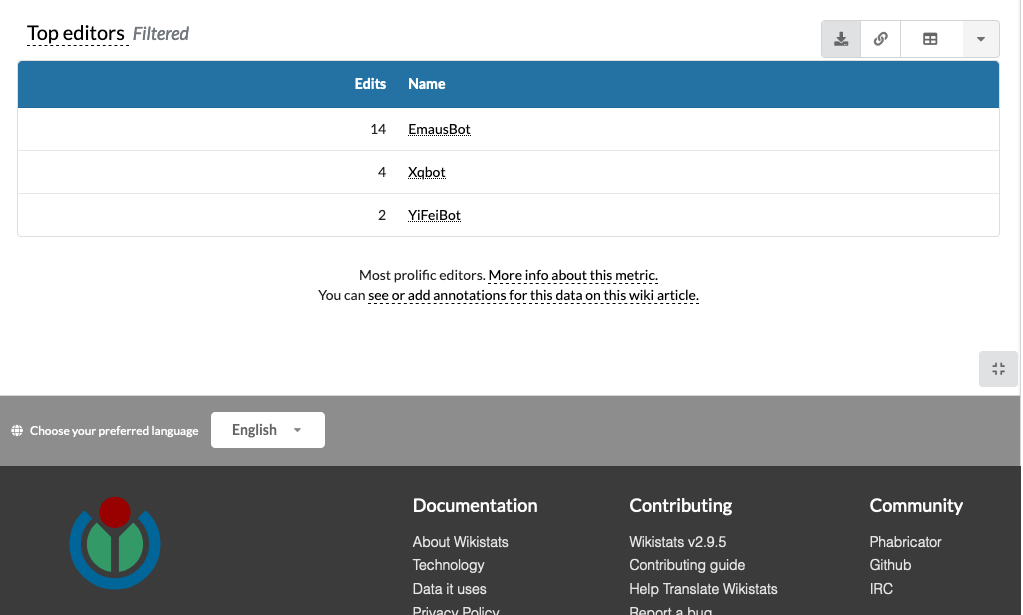 Top editors Filtered
Edits Name
14 EmausBot
4 Xqbot
2 YiFeiBot
Most prolific editors. More info about this metric.
You can see or add annotations for this data on this wiki article.
Choose your preferred language English
Documentation Contributing Community
About Wikistats Wikistats v2.9.5 Phabricator
Technology Contributing guide Github
Data it uses Help Translate Wikistats IRC
Privacy Policy Report a bug